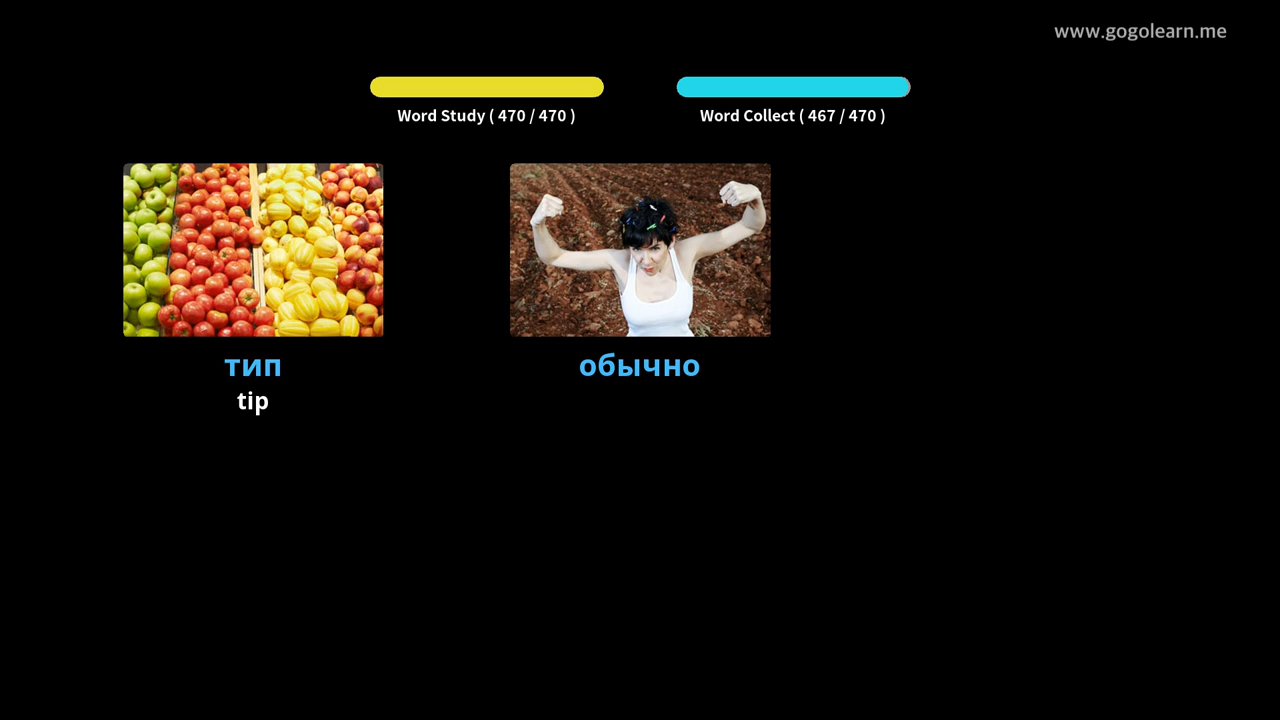 www.gogolearn.me
Word Study ( 470 / 470 )
Word Collect ( 467 / 470 )
тип
tip
обычно